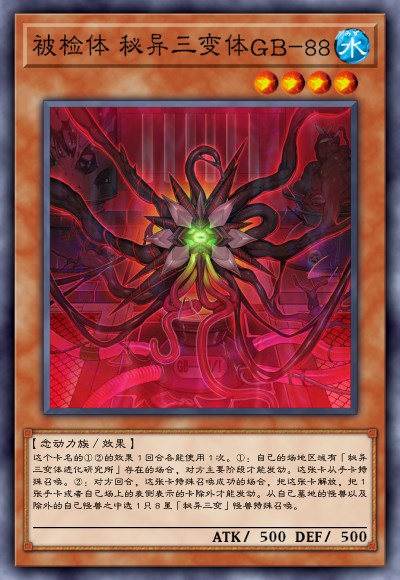 被检体 秘异三变体GB-88
水
GB-
【念动力族／效果】
这个卡名的①②的效果1回合各能使用1次。①：自己的场地区域有「秘异
三变体进化研究所」存在的场合，对方主要阶段才能发动。这张卡从手卡特
殊召唤。②：对方回合，这张卡特殊召唤成功的场合，把这张卡解放，把1
张手卡或者自己场上的表侧表示的卡除外才能发动。从自己墓地的怪兽以及
除外的自己怪兽之中选1只8星「秘异三变」怪兽特殊召唤。
ATK/ 500 DEF/ 500